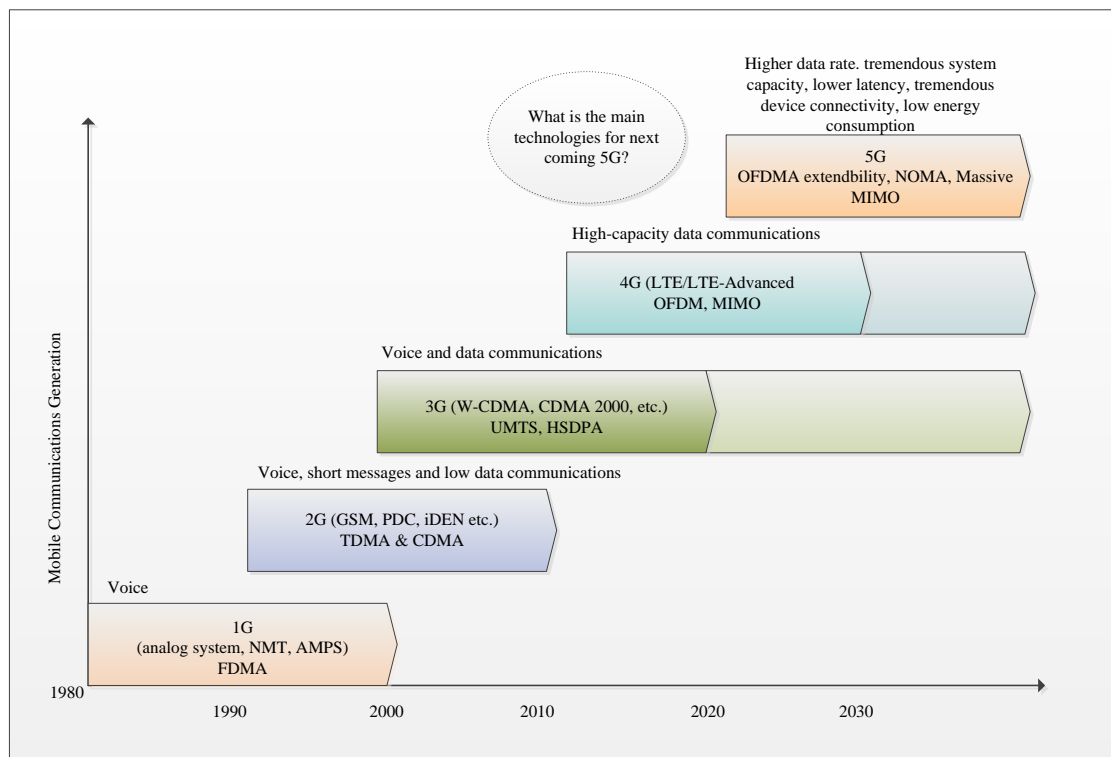 Higher data rate. tremendous system
capacity, lower latency, tremendous
device connectivity, low energy
consumption
What is the main
technologies for next
coming 5G?
5G
OFDMA extendbility, NOMA, Massive
MIMO
High-capacity data communications
4G (LTE/LTE-Advanced
OFDM, MIMO
Voice and data communications
3G (W-CDMA, CDMA 2000, etc.)
UMTS, HSDPA
Voice, short messages and low data communications
2G (GSM, PDC, iDEN etc.)
TDMA & CDMA
Mobile Communications Generation
Voice
1G
(analog system, NMT, AMPS)
FDMA
1980
1990
2000
2010
2020
2030